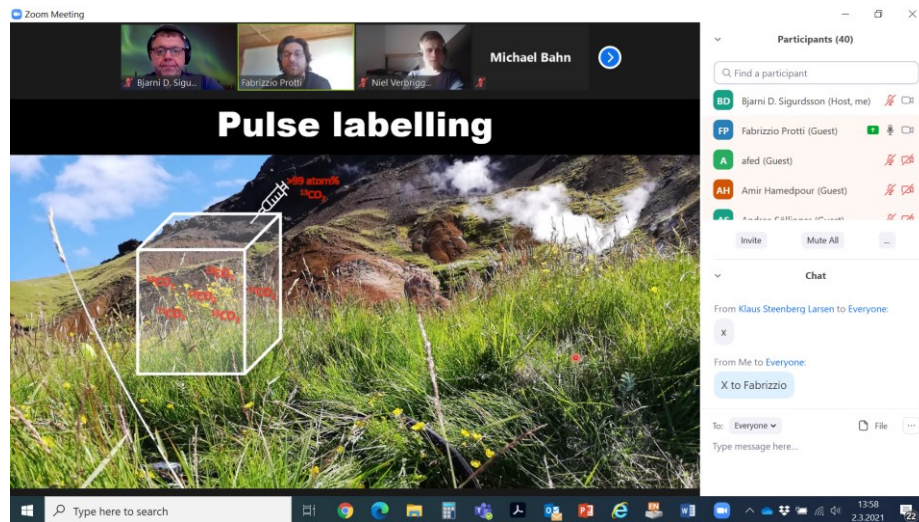 Zoom Meeting
Bjarni D. Sigu...
Fabrizzio Protti
Niel Verbrigg...
Michael Bahn
Pulse labelling
>99 atom%
¹³CO₂
Participants (40)
Find a participant
BD Bjarni D. Sigurdsson (Host, me)
FP Fabrizzio Protti (Guest)
A afed (Guest)
AH Amir Hamedpour (Guest)
Invite Mute All ...
Chat
From Klaus Steenberg Larsen to Everyone:
x
From Me to Everyone:
X to Fabrizzio
To: Everyone File ...
Type message here...
Type here to search
13:58
2.3.2021
22